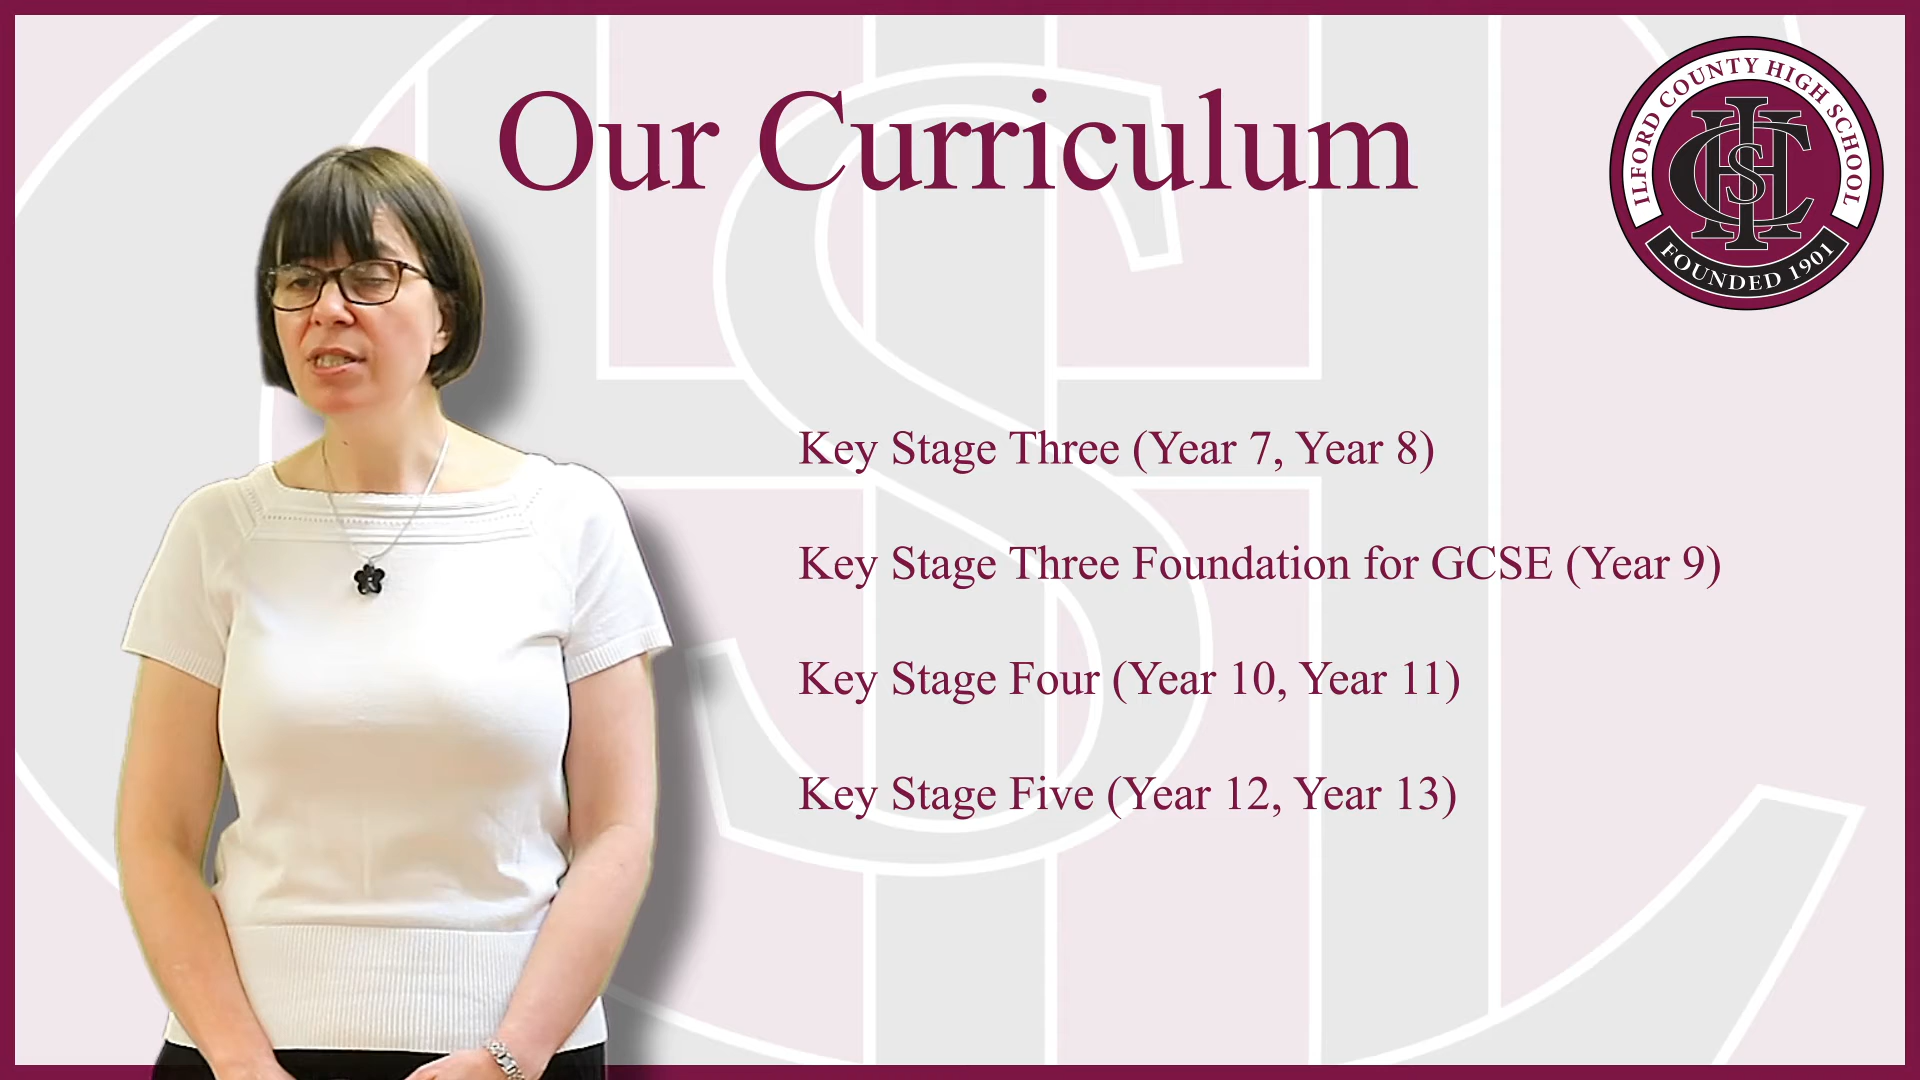 Our Curriculum
ILFORD COUNTY HIGH SCHOOL
FOUNDED 1901
Key Stage Three (Year 7, Year 8)
Key Stage Three Foundation for GCSE (Year 9)
Key Stage Four (Year 10, Year 11)
Key Stage Five (Year 12, Year 13)